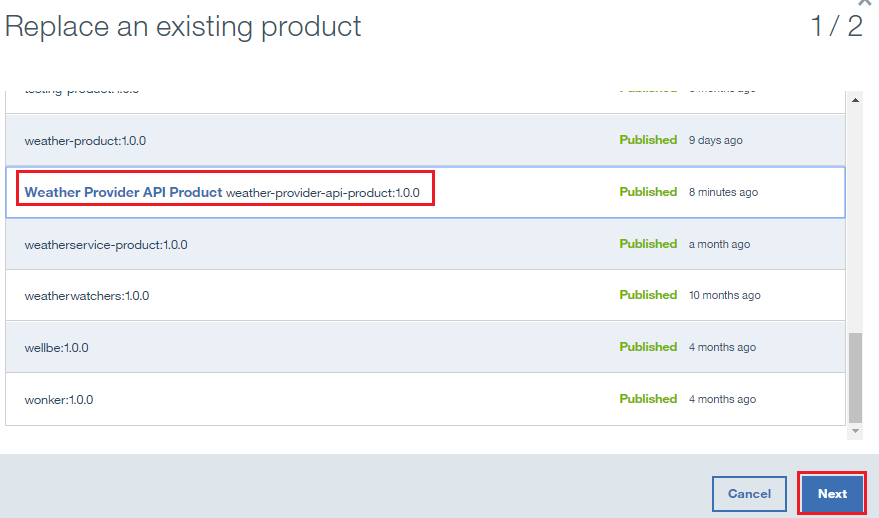 Replace an existing product 1 / 2
weather-product:1.0.0 Published 9 days ago
Weather Provider API Product weather-provider-api-product:1.0.0 Published 8 minutes ago
weatherservice-product:1.0.0 Published a month ago
weatherwatchers:1.0.0 Published 10 months ago
wellbe:1.0.0 Published 4 months ago
wonker:1.0.0 Published 4 months ago
Cancel Next